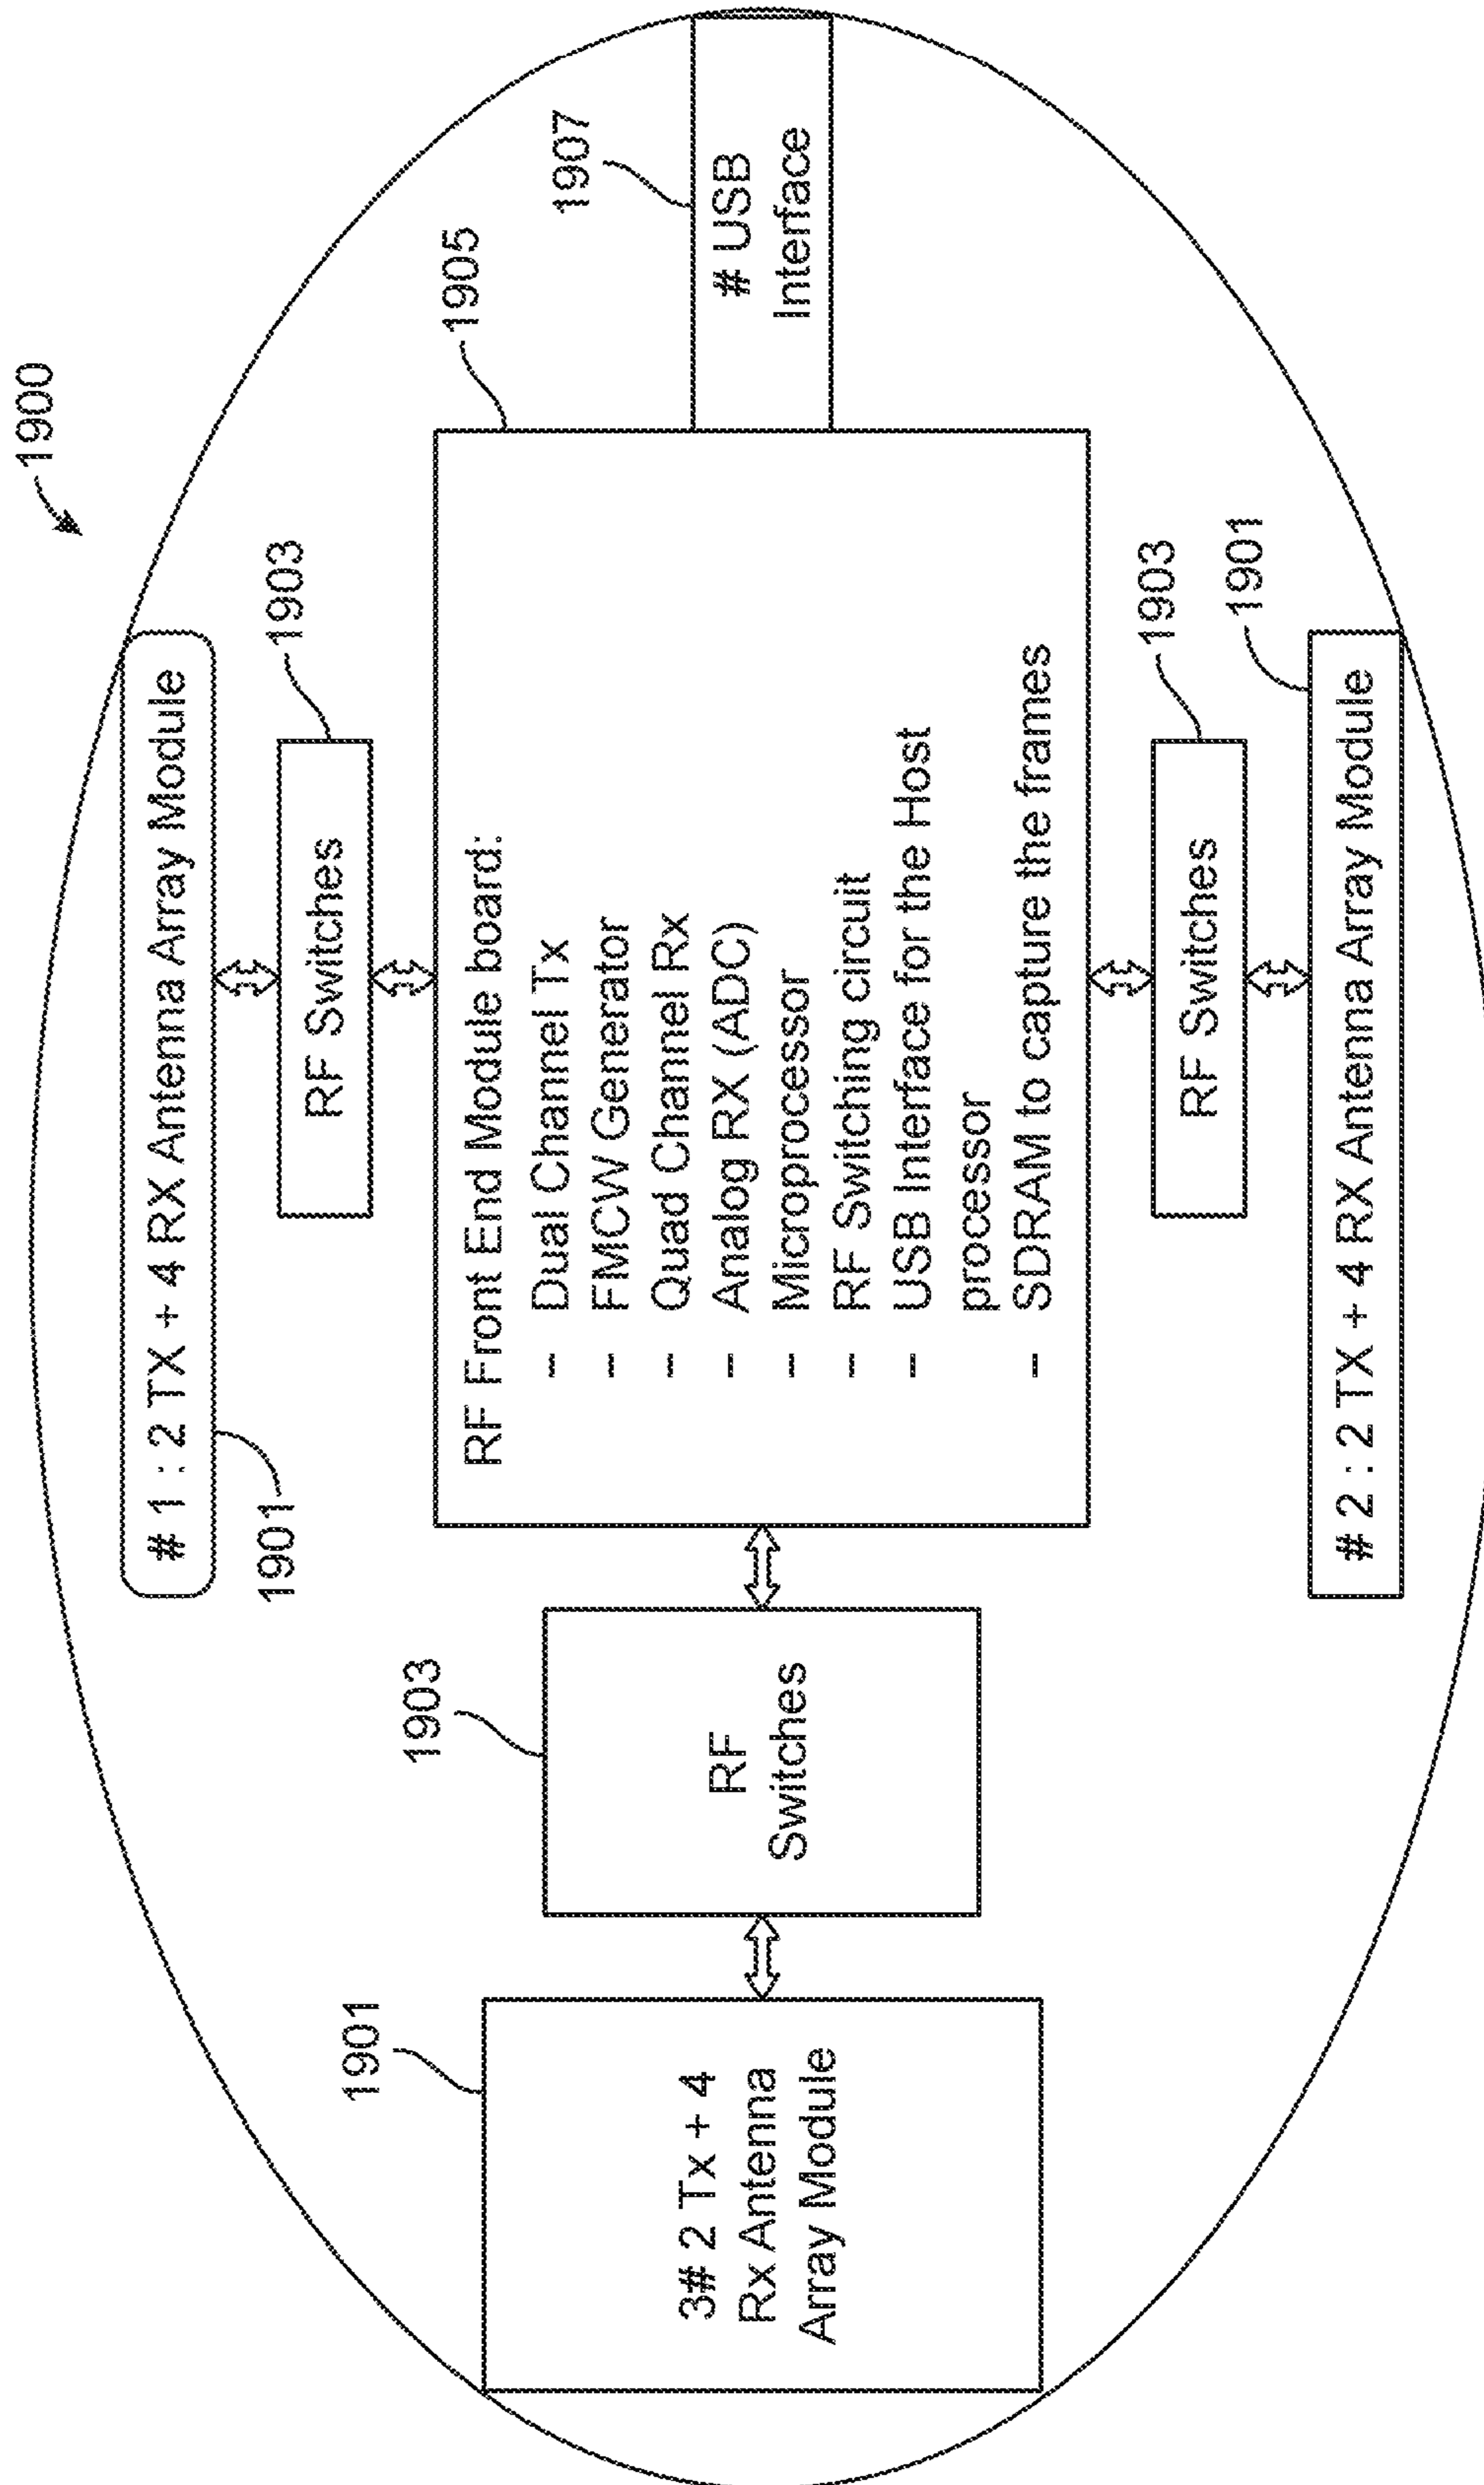 1900
# 1 : 2 TX + 4 RX Antenna Array Module
1901
1903
RF Switches
1905
1907
1903
1901
RF Front End Module board:
– Dual Channel Tx
– FMCW Generator
– Quad Channel Rx
– Analog RX (ADC)
– Microprocessor
– RF Switching circuit
– USB Interface for the Host
processor
– SDRAM to capture the frames
# USB
Interface
RF
Switches
3# 2 Tx + 4
Rx Antenna
Array Module
RF Switches
1903
1901
# 2 : 2 TX + 4 RX Antenna Array Module